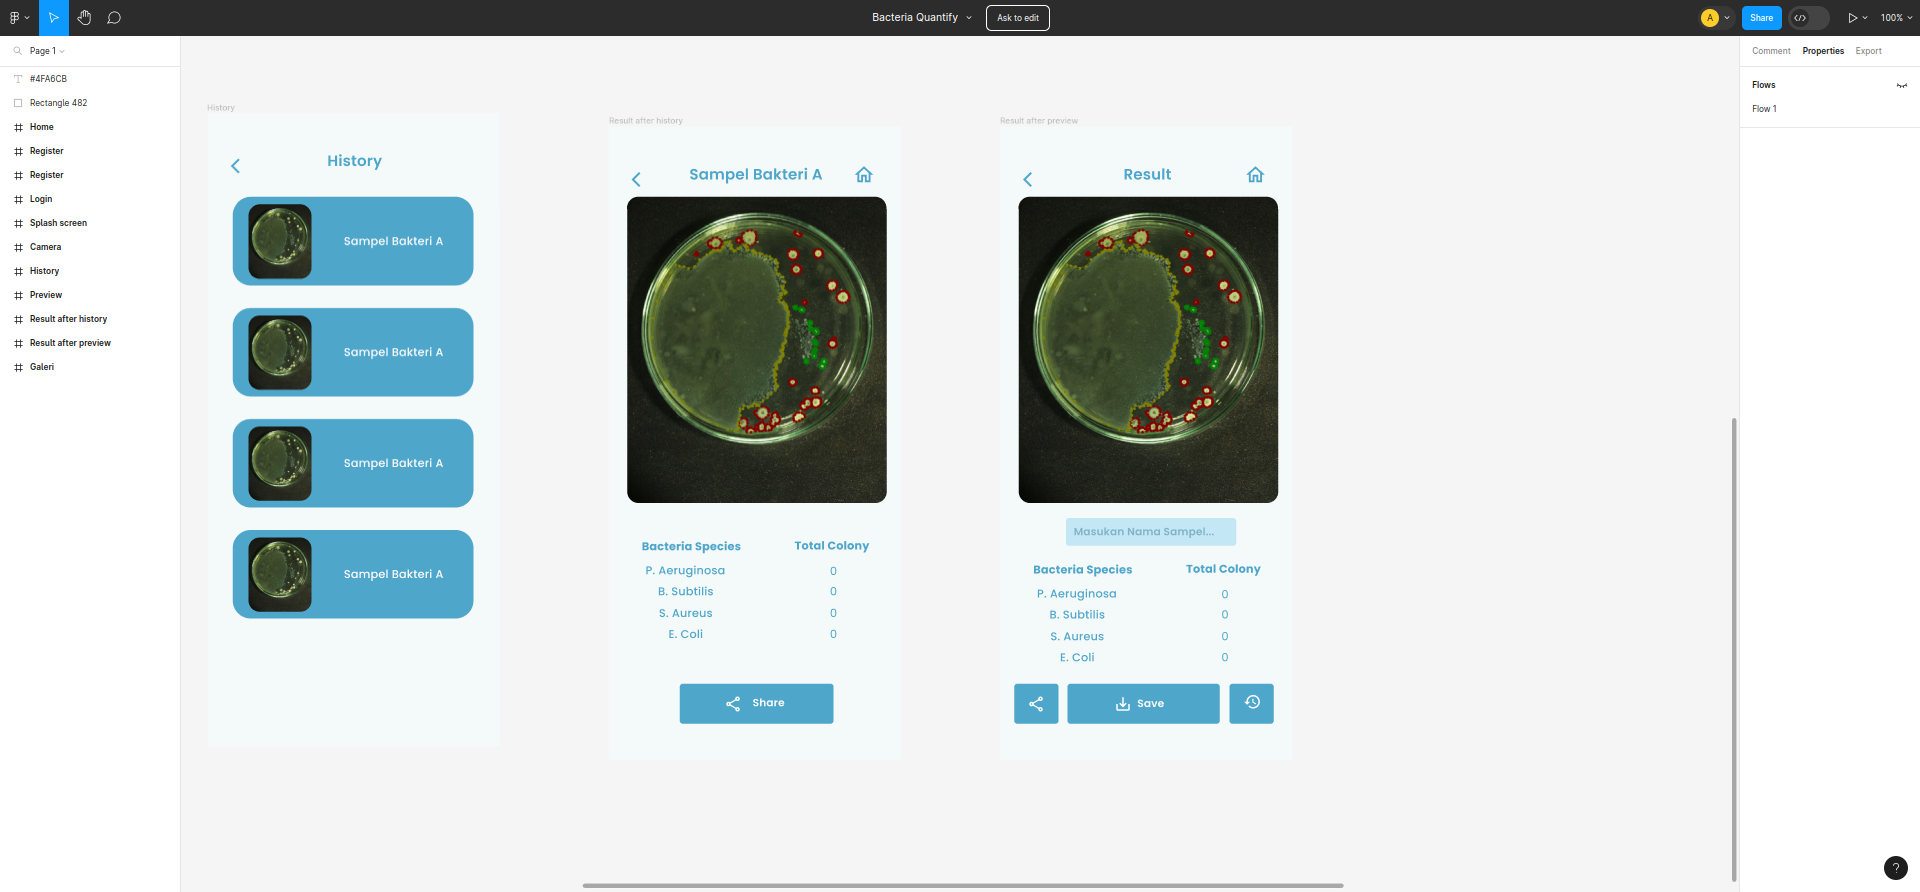 Bacteria Quantify
Ask to edit
A
Share
100%
Page 1
#4FA6CB
Rectangle 482
Home
Register
Register
Login
Splash screen
Camera
History
Preview
Result after history
Result after preview
Galeri
History
History
Sampel Bakteri A
Sampel Bakteri A
Sampel Bakteri A
Sampel Bakteri A
Result after history
Sampel Bakteri A
Bacteria Species Total Colony
P. Aeruginosa 0
B. Subtilis 0
S. Aureus 0
E. Coli 0
Share
Result after preview
Result
Masukan Nama Sampel...
Bacteria Species Total Colony
P. Aeruginosa 0
B. Subtilis 0
S. Aureus 0
E. Coli 0
Save
Comment Properties Export
Flows
Flow 1
?